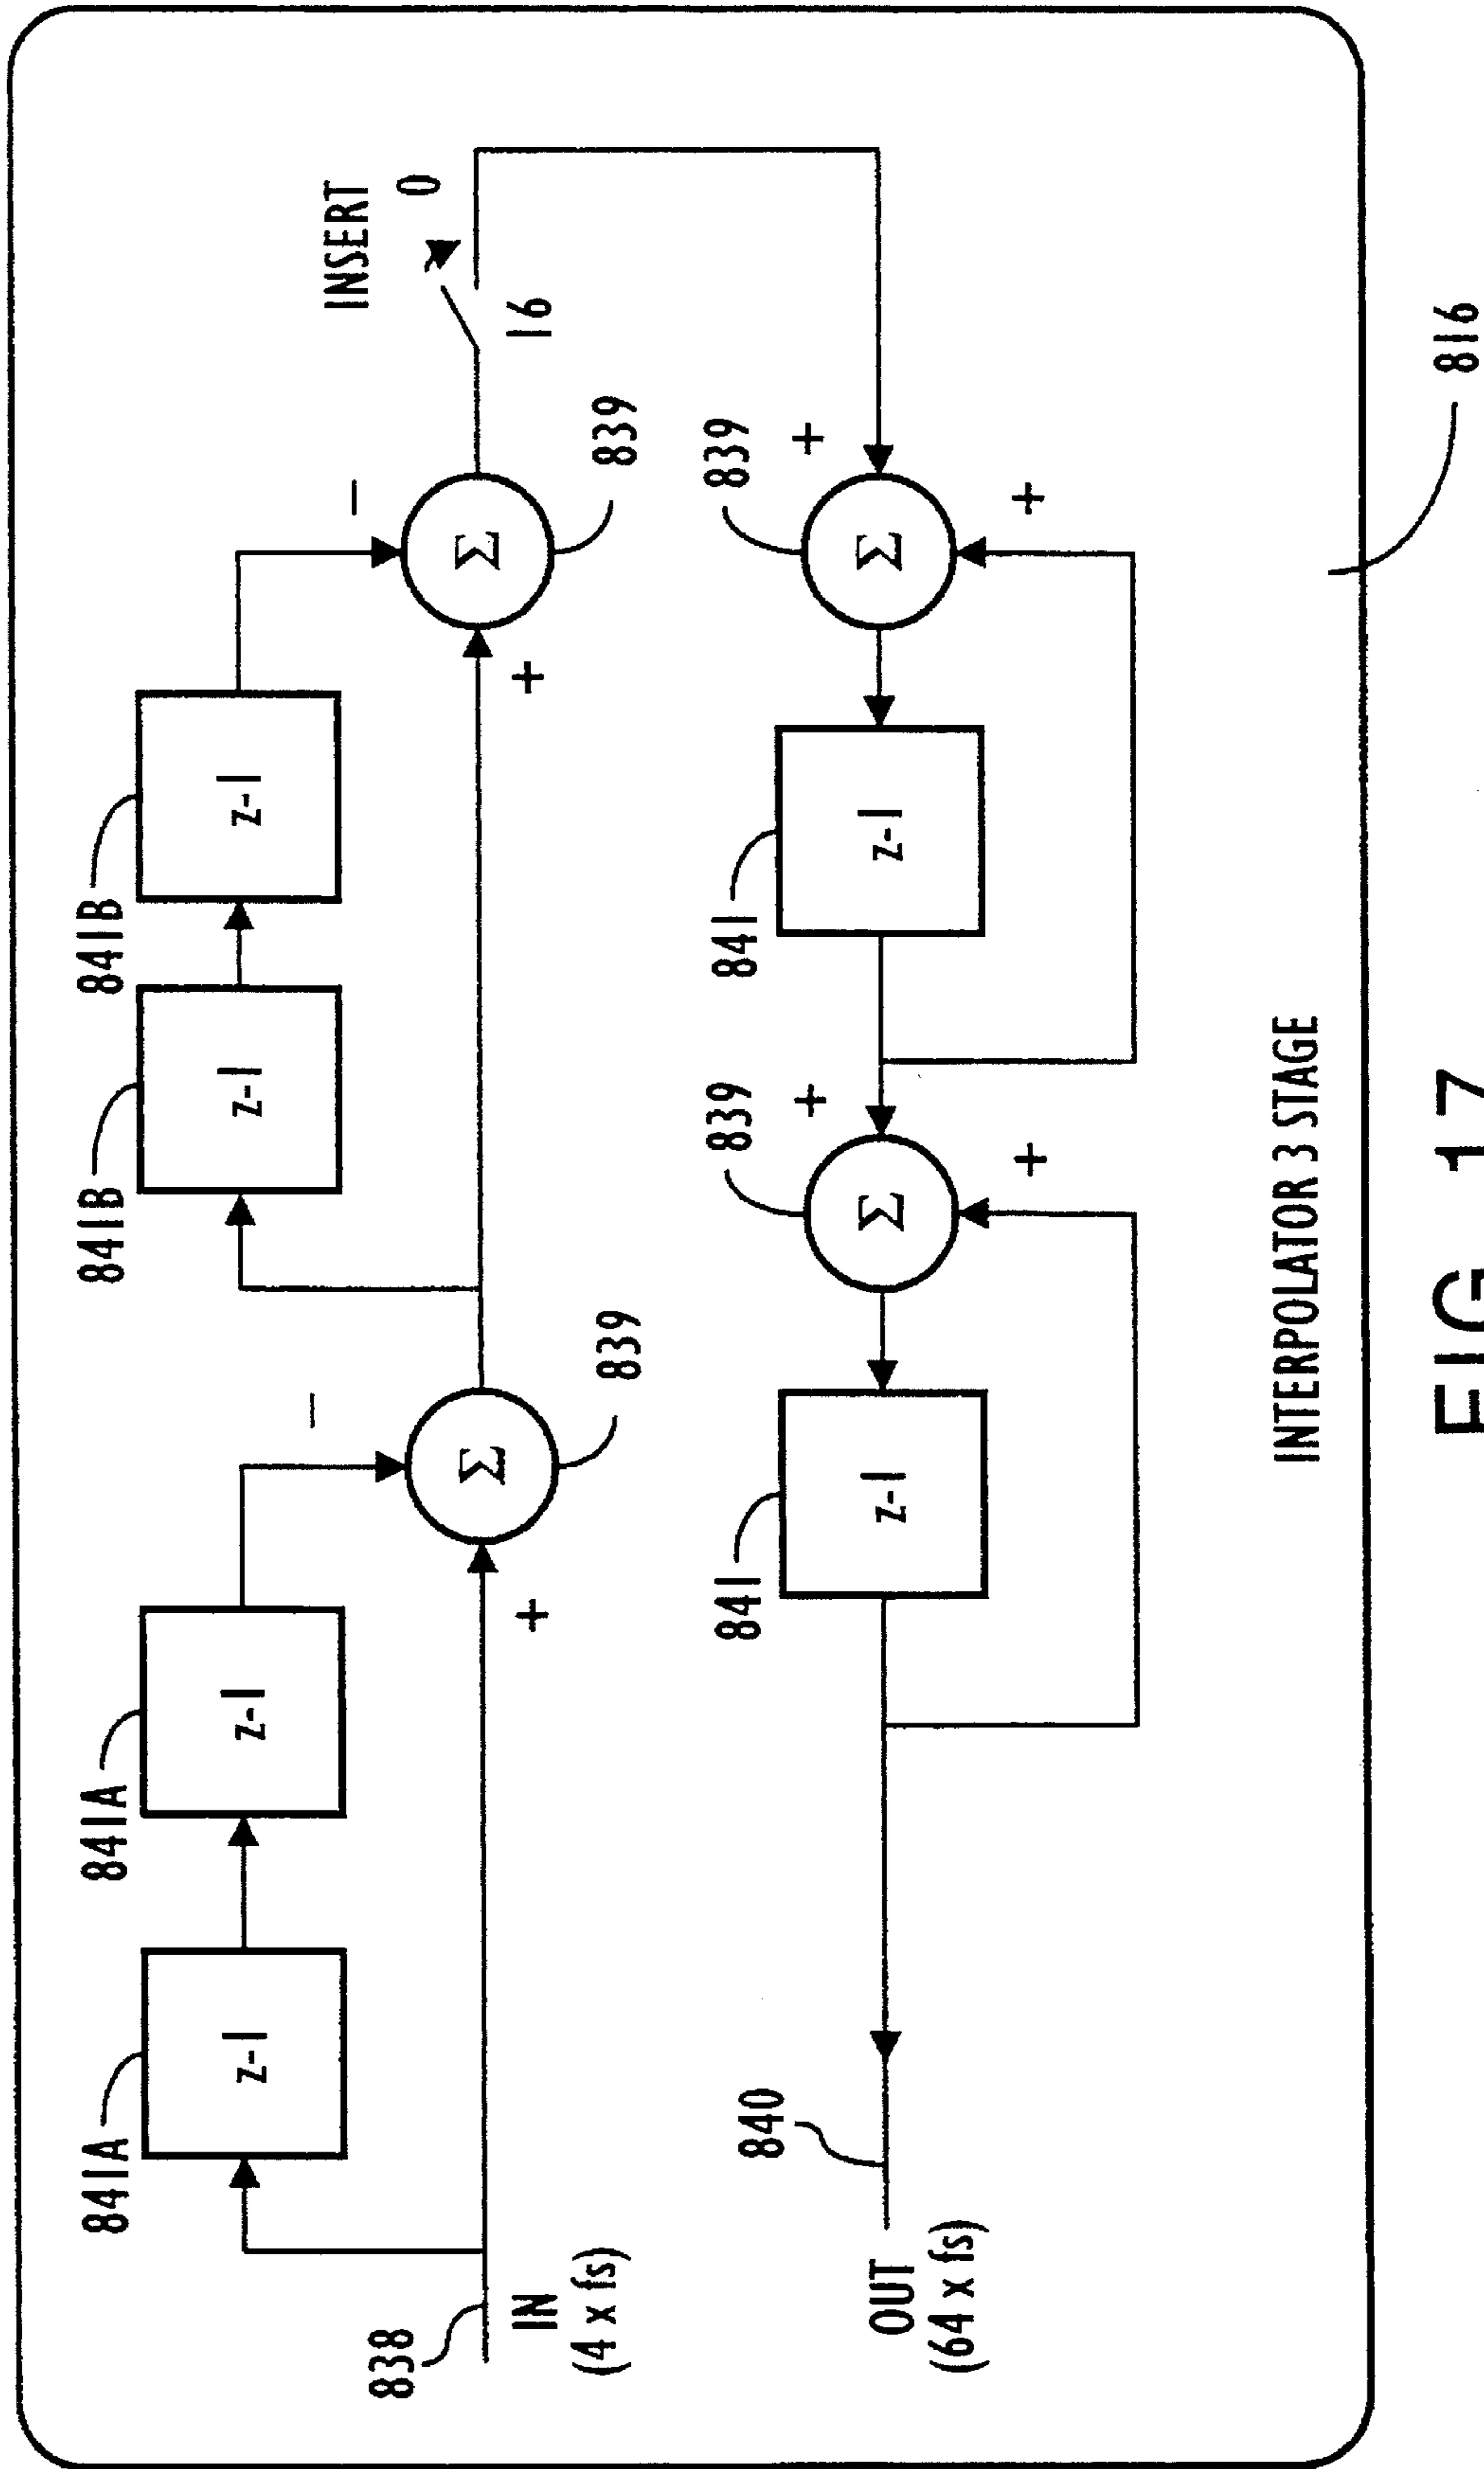 INSERT
0
16
841A
841A
841B
841B
z-1
z-1
z-1
z-1
−
−
Σ
Σ
+
+
838
839
839
IN
(4 x fs)
840
841
839
841
839
+
+
z-1
Σ
z-1
Σ
OUT
(64 x fs)
+
+
INTERPOLATOR 3 STAGE
816
FIG. 17